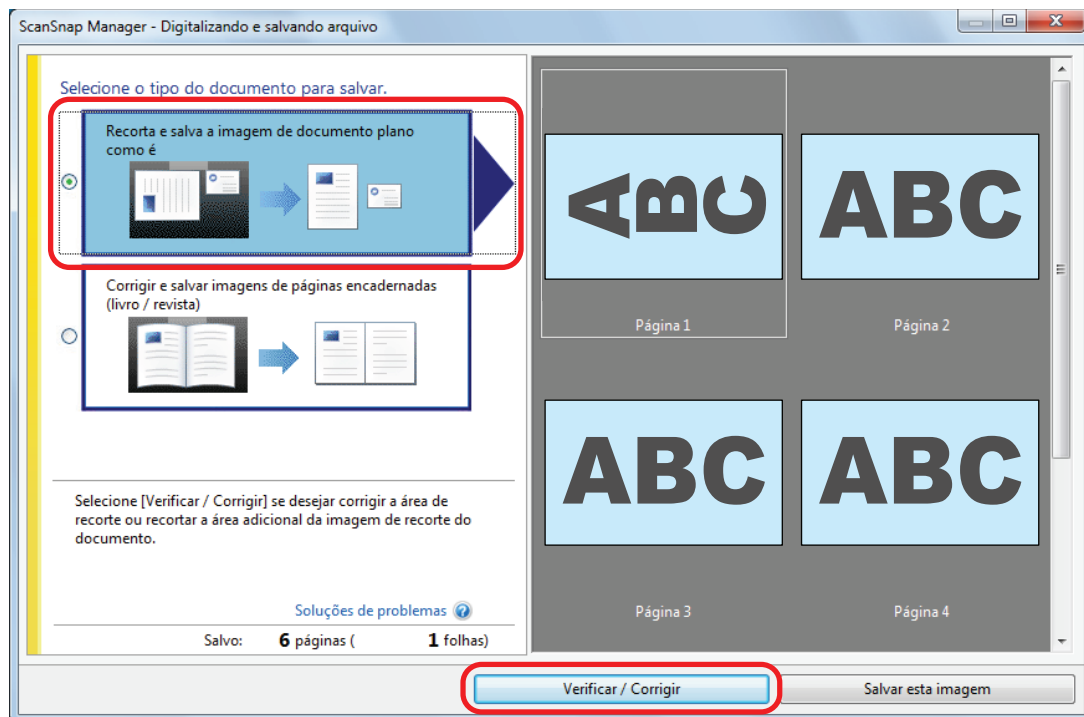 ScanSnap Manager - Digitalizando e salvando arquivo
Selecione o tipo do documento para salvar.
Recorta e salva a imagem de documento plano
como é
Corrigir e salvar imagens de páginas encadernadas
(livro / revista)
Selecione [Verificar / Corrigir] se desejar corrigir a área de
recorte ou recortar a área adicional da imagem de recorte do
documento.
Soluções de problemas
Salvo: 6 páginas ( 1 folhas)
ABC
Página 1
ABC
Página 2
ABC
Página 3
ABC
Página 4
Verificar / Corrigir
Salvar esta imagem